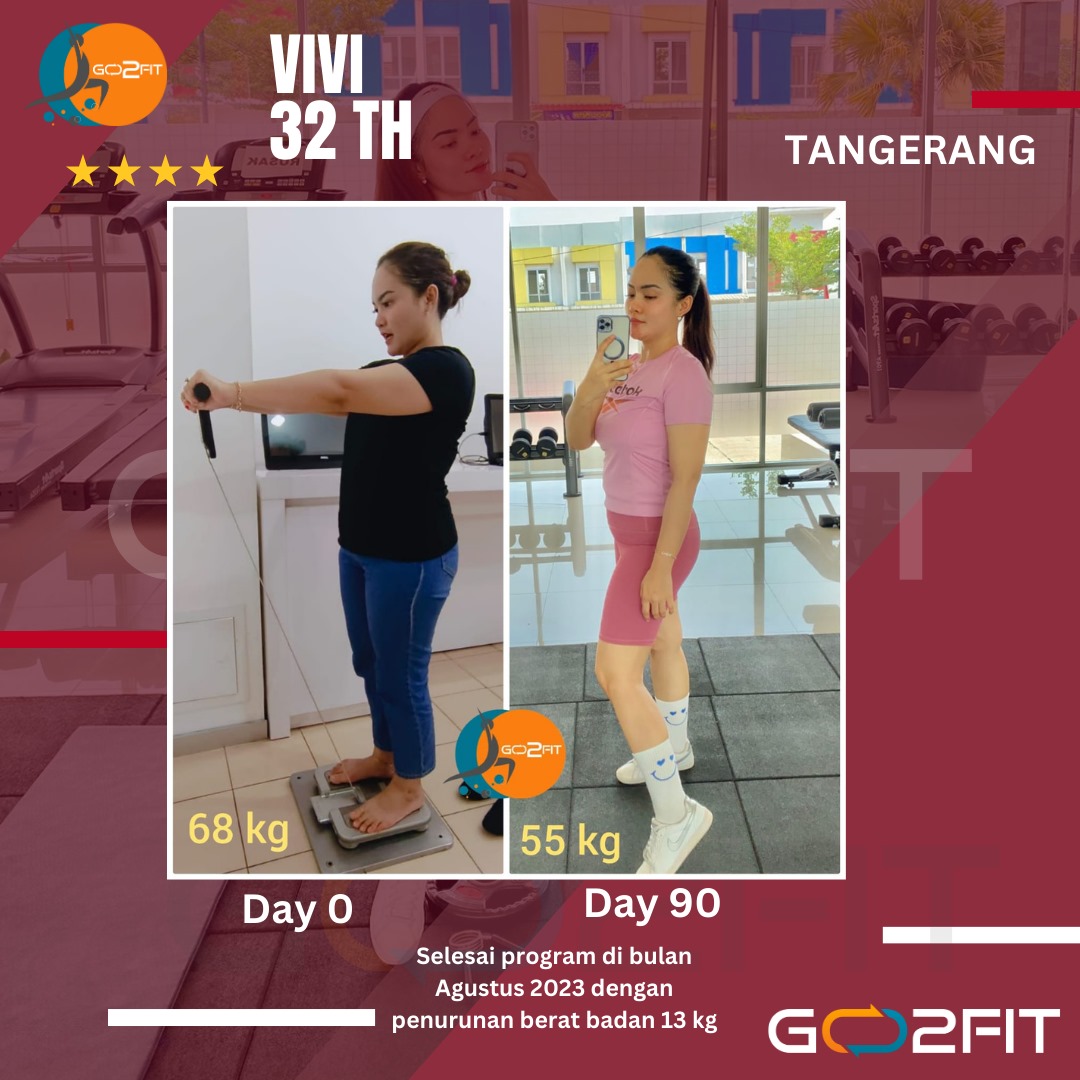 GO2FIT
VIVI
32 TH
TANGERANG
RUSAK
68 kg
GO2FIT
55 kg
Day 0
Day 90
Selesai program di bulan
Agustus 2023 dengan
penurunan berat badan 13 kg
GO2FIT